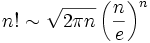 n! ∼ √(2πn) (n/e)^n